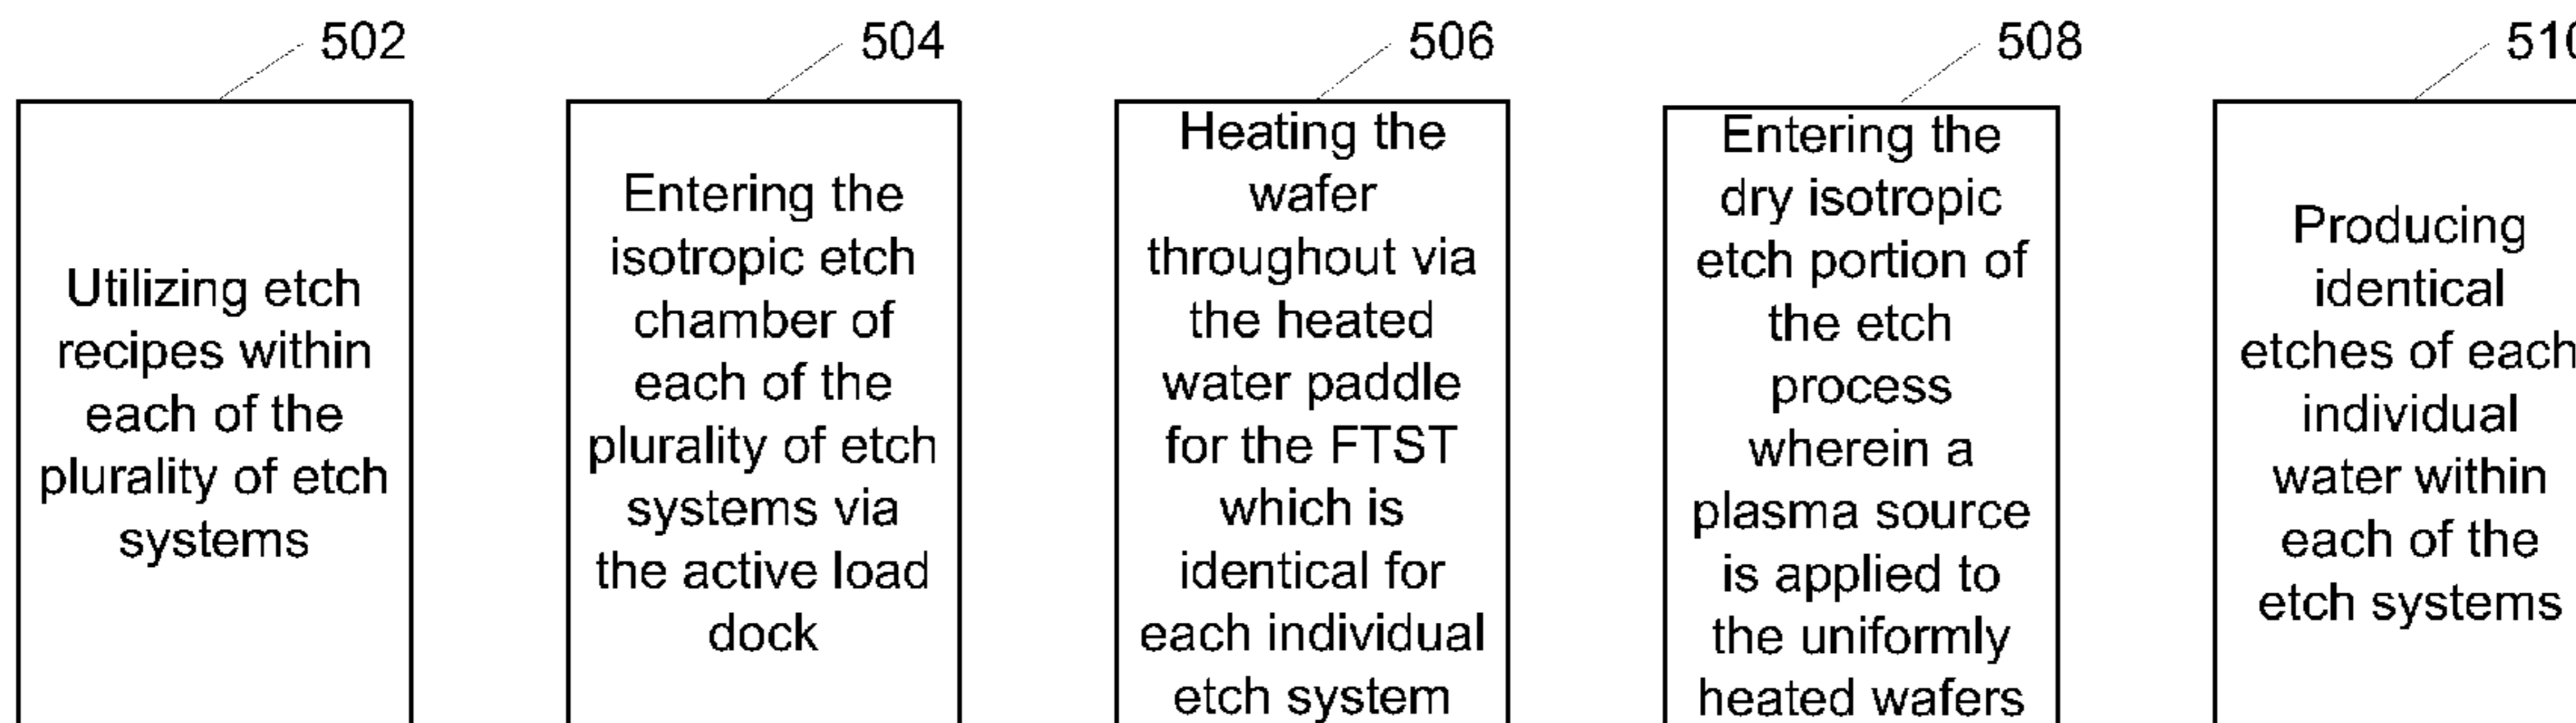 502
Utilizing etch
recipes within
each of the
plurality of etch
systems
504
Entering the
isotropic etch
chamber of
each of the
plurality of etch
systems via
the active load
dock
506
Heating the
wafer
throughout via
the heated
water paddle
for the FTST
which is
identical for
each individual
etch system
508
Entering the
dry isotropic
etch portion of
the etch
process
wherein a
plasma source
is applied to
the uniformly
heated wafers
510
Producing
identical
etches of each
individual
water within
each of the
etch systems